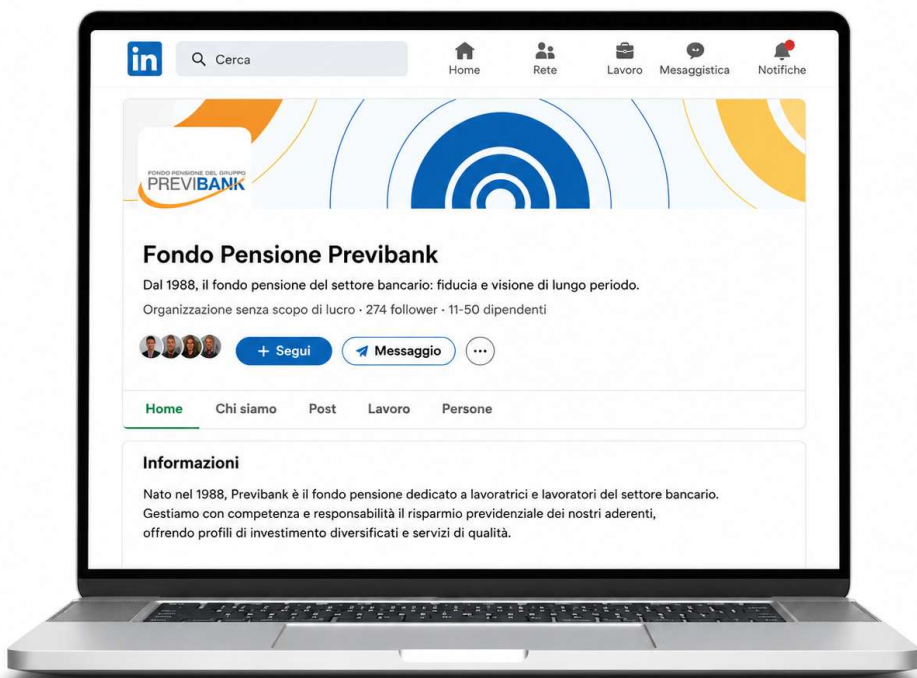 in
Cerca
Home
Rete
Lavoro
Mesaggistica
Notifiche
FONDO PENSIONE DEL GRUPPO
PREVIBANK
Fondo Pensione Previbank
Dal 1988, il fondo pensione del settore bancario: fiducia e visione di lungo periodo.
Organizzazione senza scopo di lucro · 274 follower · 11-50 dipendenti
+ Segui
Messaggio
Home
Chi siamo
Post
Lavoro
Persone
Informazioni
Nato nel 1988, Previbank è il fondo pensione dedicato a lavoratrici e lavoratori del settore bancario.
Gestiamo con competenza e responsabilità il risparmio previdenziale dei nostri aderenti,
offrendo profili di investimento diversificati e servizi di qualità.